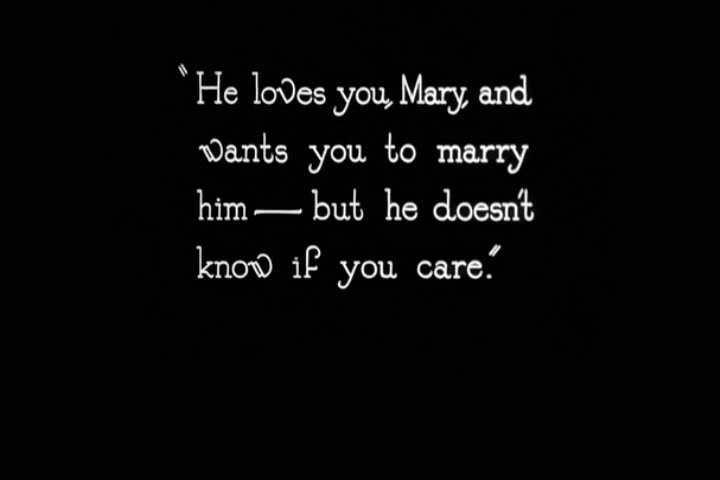 "He loves you, Mary, and
wants you to marry
him — but he doesn't
know if you care."